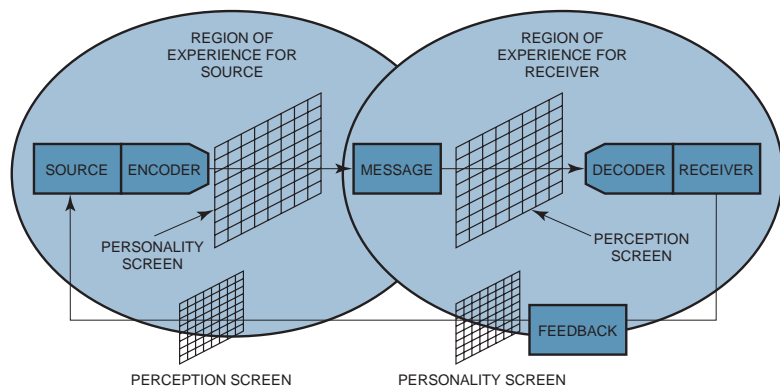 REGION OF
EXPERIENCE FOR
SOURCE
REGION OF
EXPERIENCE FOR
RECEIVER
SOURCE
ENCODER
MESSAGE
DECODER
RECEIVER
PERSONALITY
SCREEN
PERCEPTION
SCREEN
FEEDBACK
PERCEPTION SCREEN
PERSONALITY SCREEN